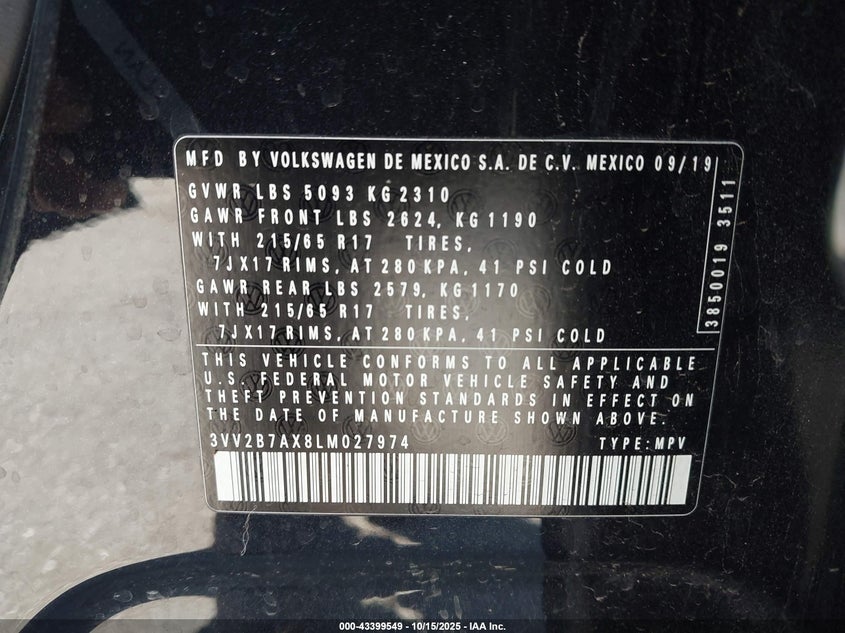 MFD BY VOLKSWAGEN DE MEXICO S.A. DE C.V. MEXICO 09/19
GVWR LBS 5093 KG 2310
GAWR FRONT LBS 2624, KG 1190
WITH 215/65 R17 TIRES,
7JX17 RIMS, AT 280 KPA, 41 PSI COLD
GAWR REAR LBS 2579, KG 1170
WITH 215/65 R17 TIRES,
7JX17 RIMS, AT 280 KPA, 41 PSI COLD
3850019 3511
THIS VEHICLE CONFORMS TO ALL APPLICABLE
U.S. FEDERAL MOTOR VEHICLE SAFETY AND
THEFT PREVENTION STANDARDS IN EFFECT ON
THE DATE OF MANUFACTURE SHOWN ABOVE.
3VV2B7AX8LM027974 TYPE: MPV
000-43399549 - 10/15/2025 - IAA Inc.